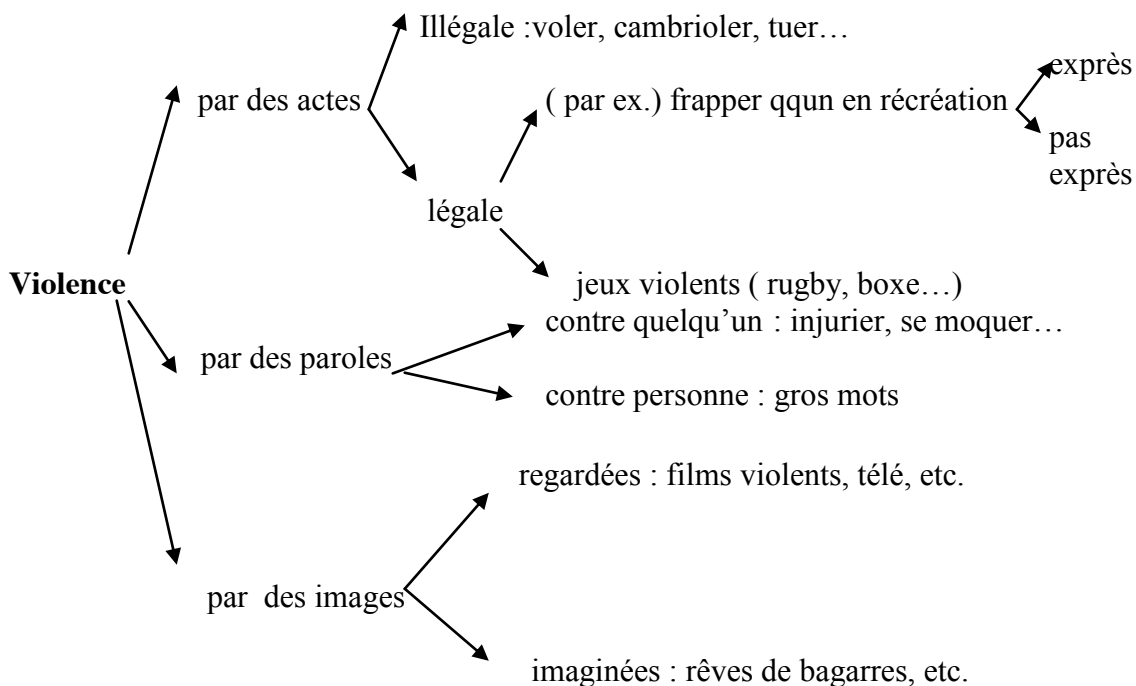 Illégale :voler, cambrioler, tuer…
exprès
par des actes
( par ex.) frapper qqun en récréation
pas
exprès
légale
Violence
jeux violents ( rugby, boxe…)
contre quelqu’un : injurier, se moquer…
par des paroles
contre personne : gros mots
regardées : films violents, télé, etc.
par des images
imaginées : rêves de bagarres, etc.